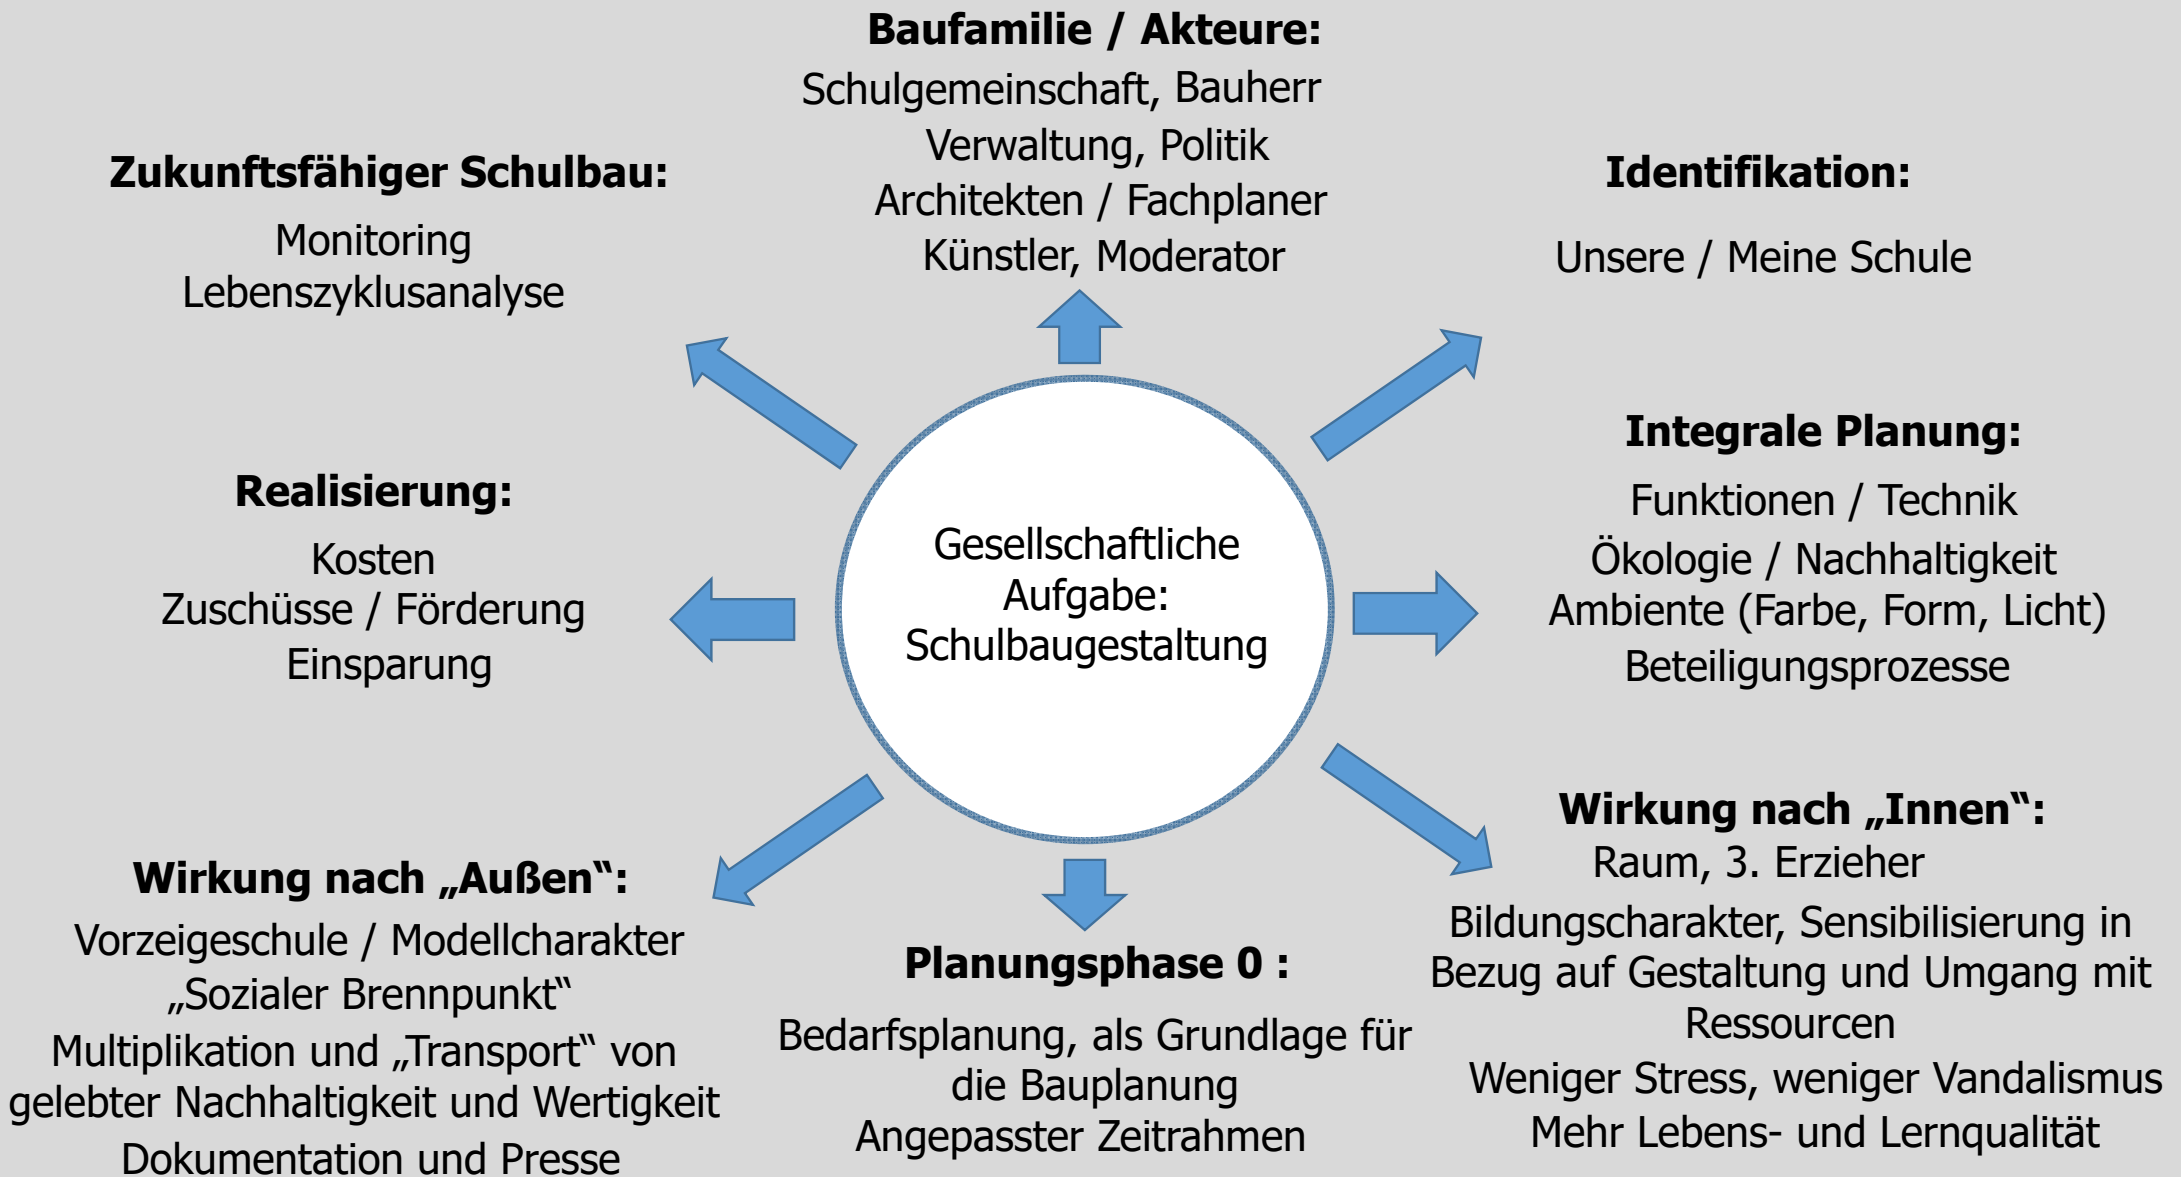 Baufamilie / Akteure:
Schulgemeinschaft, Bauherr
Verwaltung, Politik
Architekten / Fachplaner
Künstler, Moderator
Zukunftsfähiger Schulbau:
Monitoring
Lebenszyklusanalyse
Identifikation:
Unsere / Meine Schule
Realisierung:
Kosten
Zuschüsse / Förderung
Einsparung
Gesellschaftliche
Aufgabe:
Schulbaugestaltung
Integrale Planung:
Funktionen / Technik
Ökologie / Nachhaltigkeit
Ambiente (Farbe, Form, Licht)
Beteiligungsprozesse
Wirkung nach „Außen“:
Vorzeigeschule / Modellcharakter
„Sozialer Brennpunkt“
Multiplikation und „Transport“ von
gelebter Nachhaltigkeit und Wertigkeit
Dokumentation und Presse
Planungsphase 0 :
Bedarfsplanung, als Grundlage für
die Bauplanung
Angepasster Zeitrahmen
Wirkung nach „Innen“:
Raum, 3. Erzieher
Bildungscharakter, Sensibilisierung in
Bezug auf Gestaltung und Umgang mit
Ressourcen
Weniger Stress, weniger Vandalismus
Mehr Lebens- und Lernqualität